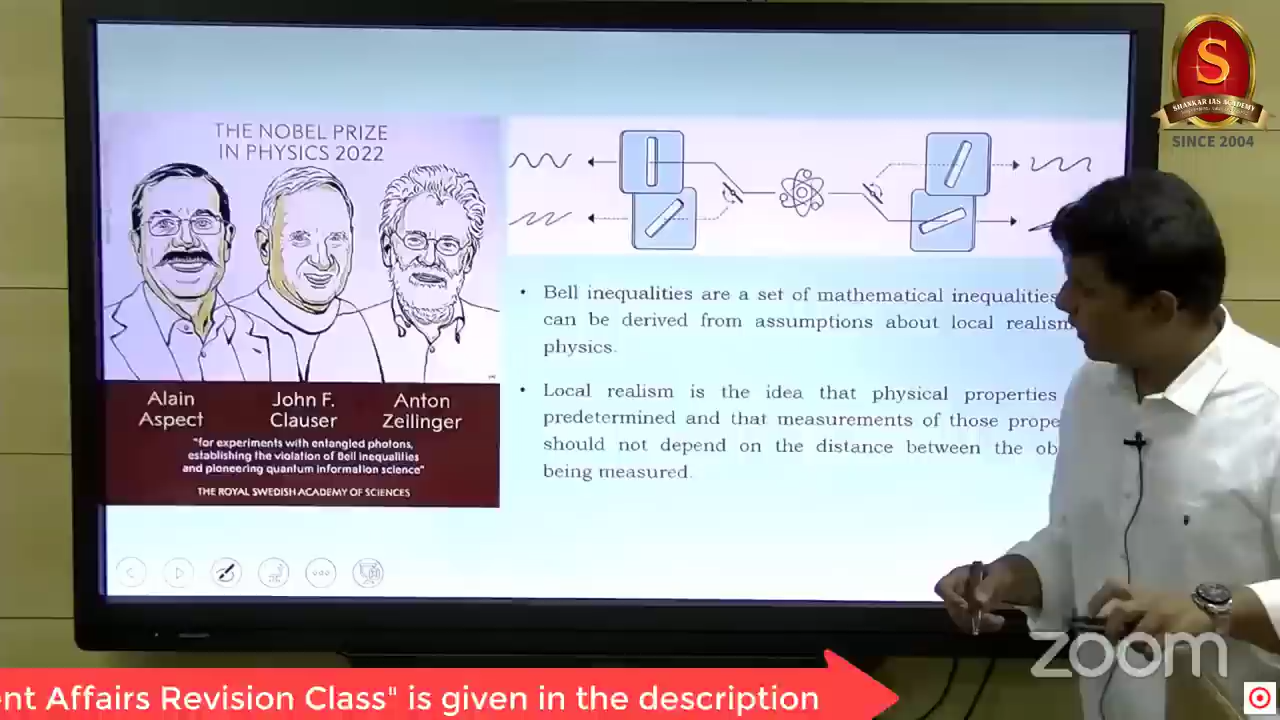 THE NOBEL PRIZE
IN PHYSICS 2022
Alain
Aspect
John F.
Clauser
Anton
Zeilinger
"for experiments with entangled photons,
establishing the violation of Bell inequalities
and pioneering quantum information science"
THE ROYAL SWEDISH ACADEMY OF SCIENCES
• Bell inequalities are a set of mathematical inequalities
can be derived from assumptions about local realism
physics.
• Local realism is the idea that physical properties
predetermined and that measurements of those prope
should not depend on the distance between the ob
being measured.
S
SHANKAR IAS ACADEMY
SINCE 2004
zoom
nt Affairs Revision Class" is given in the description